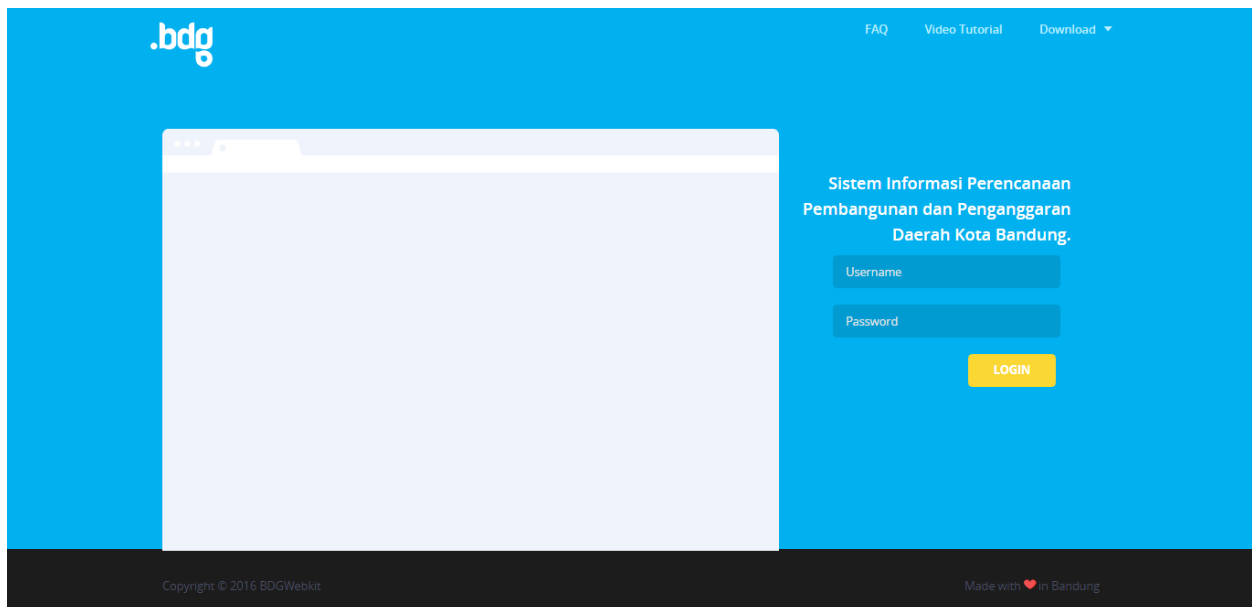 .bdg
FAQ
Video Tutorial
Download
Sistem Informasi Perencanaan
Pembangunan dan Penganggaran
Daerah Kota Bandung.
Username
Password
LOGIN
Copyright © 2016 BDGWebkit
Made with ❤ in Bandung